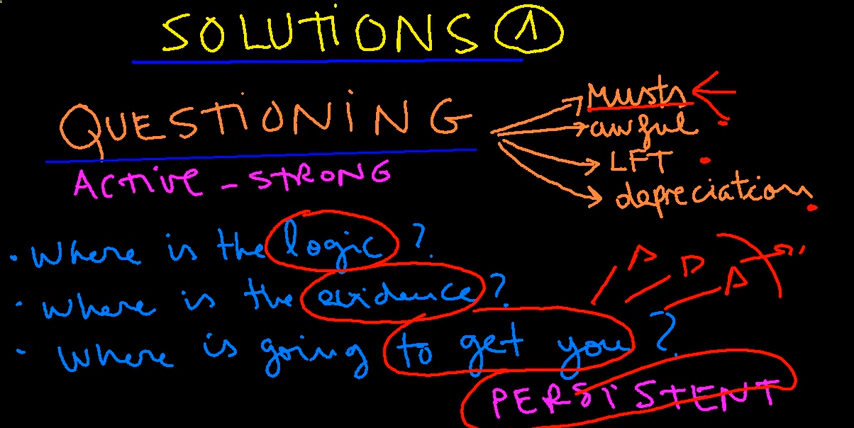 SOLUTIONS 1
QUESTIONING
Musts
awful
LFT
depreciation
ACTIVE - STRONG
• Where is the logic?
• Where is the evidence?
• Where is going to get you?
PERSISTENT